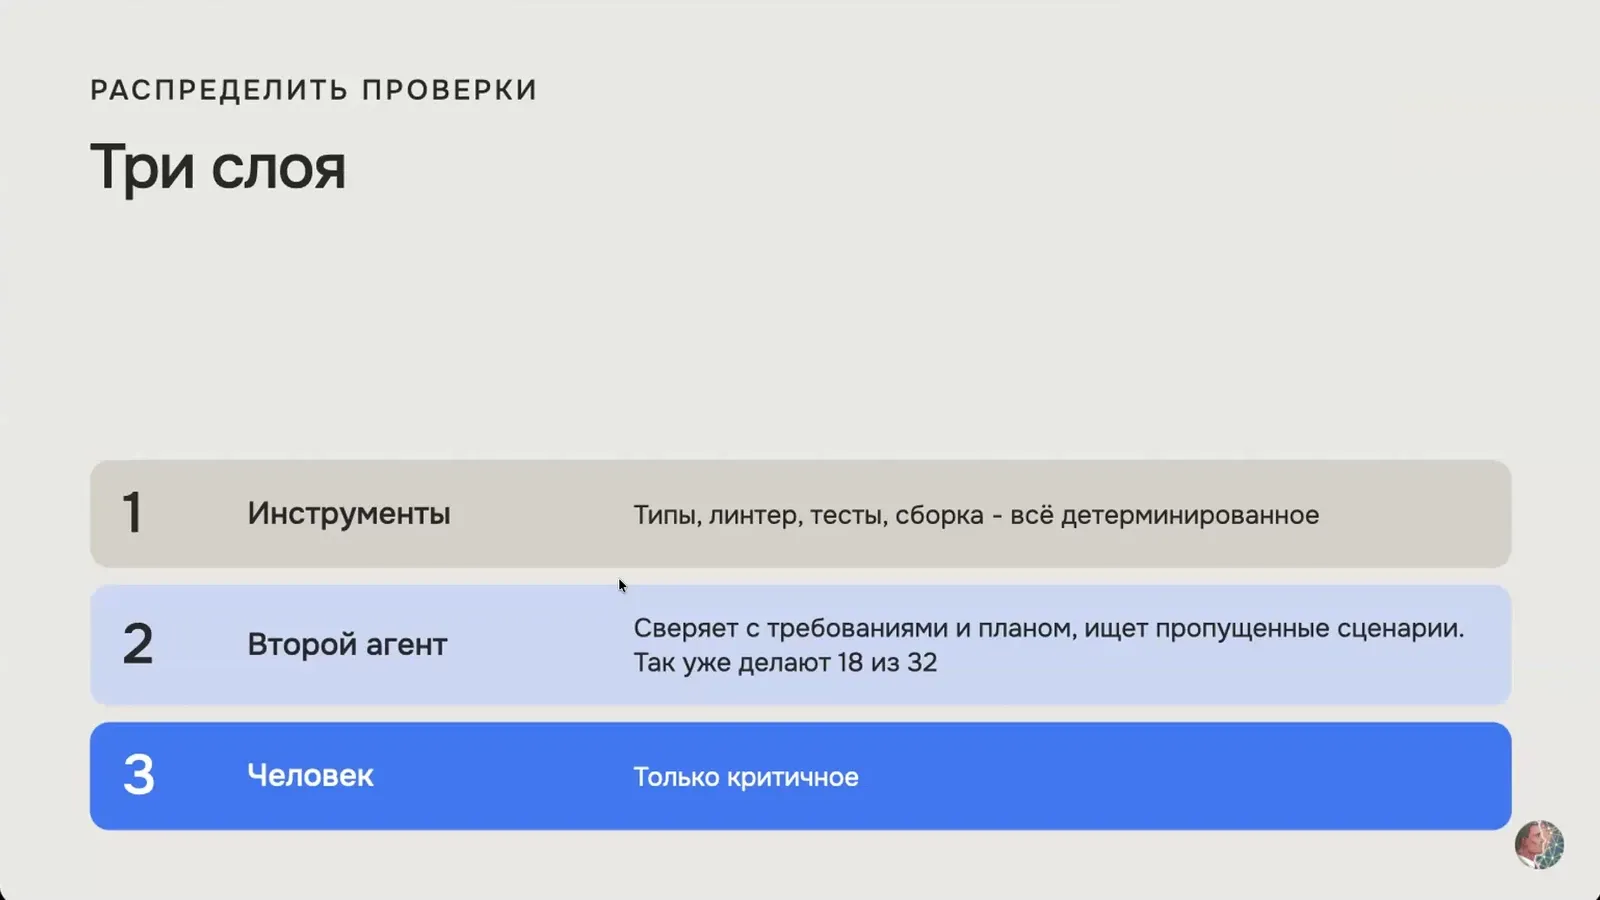 РАСПРЕДЕЛИТЬ ПРОВЕРКИ
Три слоя
1
Инструменты
Типы, линтер, тесты, сборка - всё детерминированное
2
Второй агент
Сверяет с требованиями и планом, ищет пропущенные сценарии.
Так уже делают 18 из 32
3
Человек
Только критичное